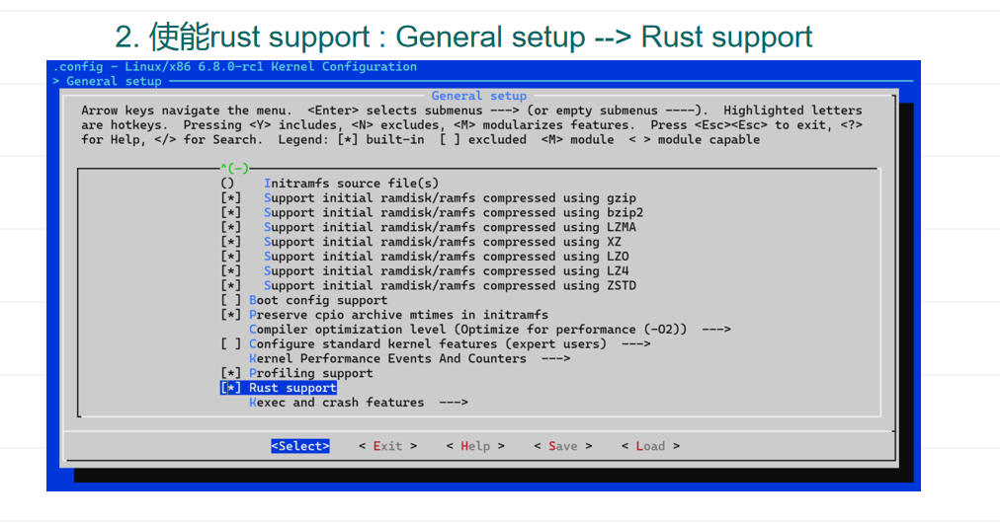 2. 使能rust support : General setup --> Rust support
.config - Linux/x86 6.8.0-rc1 Kernel Configuration
> General setup
General setup
Arrow keys navigate the menu.  <Enter> selects submenus ---> (or empty submenus ----).  Highlighted letters
are hotkeys.  Pressing <Y> includes, <N> excludes, <M> modularizes features.  Press <Esc><Esc> to exit, <?>
for Help, </> for Search.  Legend: [*] built-in  [ ] excluded  <M> module  < > module capable
^(-)
()    Initramfs source file(s)
[*]   Support initial ramdisk/ramfs compressed using gzip
[*]   Support initial ramdisk/ramfs compressed using bzip2
[*]   Support initial ramdisk/ramfs compressed using LZMA
[*]   Support initial ramdisk/ramfs compressed using XZ
[*]   Support initial ramdisk/ramfs compressed using LZO
[*]   Support initial ramdisk/ramfs compressed using LZ4
[*]   Support initial ramdisk/ramfs compressed using ZSTD
[ ] Boot config support
[*] Preserve cpio archive mtimes in initramfs
Compiler optimization level (Optimize for performance (-O2))  --->
[ ] Configure standard kernel features (expert users)  --->
Kernel Performance Events And Counters  --->
[*] Profiling support
[*] Rust support
Kexec and crash features  --->
<Select>    < Exit >    < Help >    < Save >    < Load >